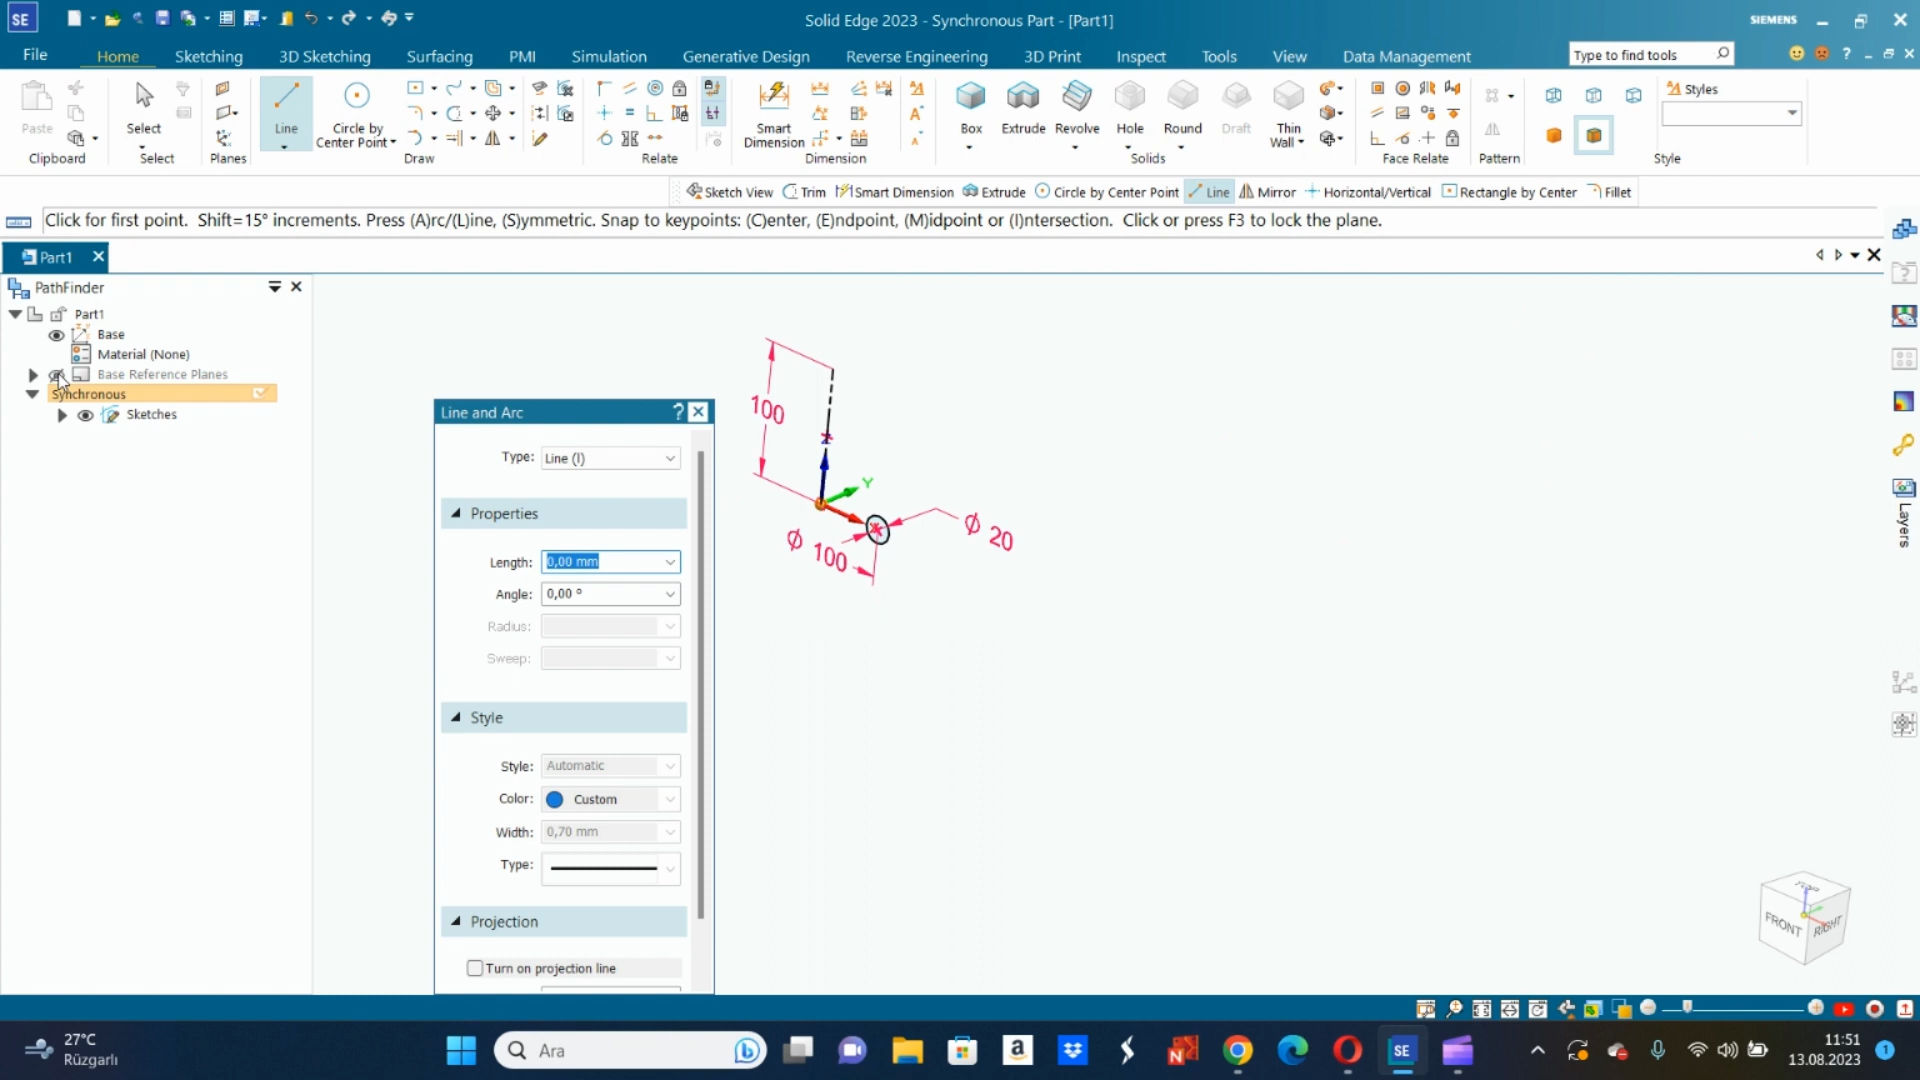 SE
Solid Edge 2023 - Synchronous Part - [Part1]
SIEMENS
File
Home
Sketching
3D Sketching
Surfacing
PMI
Simulation
Generative Design
Reverse Engineering
3D Print
Inspect
Tools
View
Data Management
Type to find tools
Paste
Clipboard
Select
Select
Planes
Line
Circle by
Center Point
Draw
Relate
Smart
Dimension
Dimension
Box
Extrude
Revolve
Hole
Round
Draft
Thin
Wall
Solids
Face Relate
Pattern
Styles
Style
Sketch View
Trim
Smart Dimension
Extrude
Circle by Center Point
Line
Mirror
Horizontal/Vertical
Rectangle by Center
Fillet
Click for first point. Shift=15° increments. Press (A)rc/(L)ine, (S)ymmetric. Snap to keypoints: (C)enter, (E)ndpoint, (M)idpoint or (I)ntersection. Click or press F3 to lock the plane.
Part1
PathFinder
Part1
Base
Material (None)
Base Reference Planes
Synchronous
Sketches
Line and Arc
?
Type: Line (l)
Properties
Length: 0,00 mm
Angle: 0,00 °
Radius:
Sweep:
Style
Style: Automatic
Color: Custom
Width: 0,70 mm
Type:
Projection
Turn on projection line
100
Z
Y
Ø 20
Ø 100
Layers
TOP
FRONT
RIGHT
27°C
Rüzgarlı
Ara
SE
11:51
13.08.2023
1